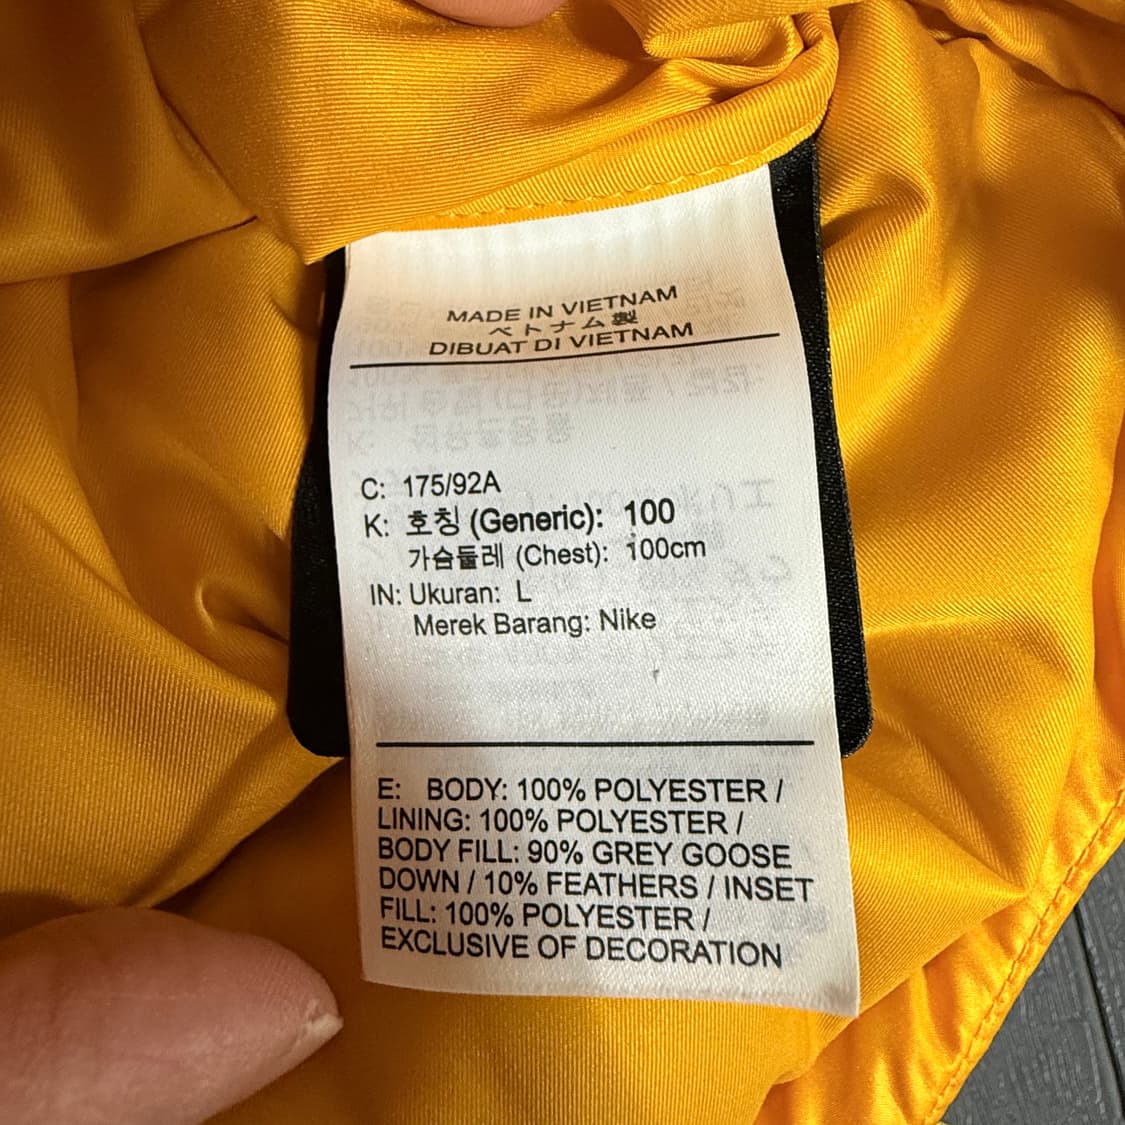 MADE IN VIETNAM
ベトナム製
DIBUAT DI VIETNAM
C: 175/92A
K: 호칭 (Generic): 100
가슴둘레 (Chest): 100cm
IN: Ukuran: L
Merek Barang: Nike
E: BODY: 100% POLYESTER /
LINING: 100% POLYESTER /
BODY FILL: 90% GREY GOOSE
DOWN / 10% FEATHERS / INSET
FILL: 100% POLYESTER /
EXCLUSIVE OF DECORATION